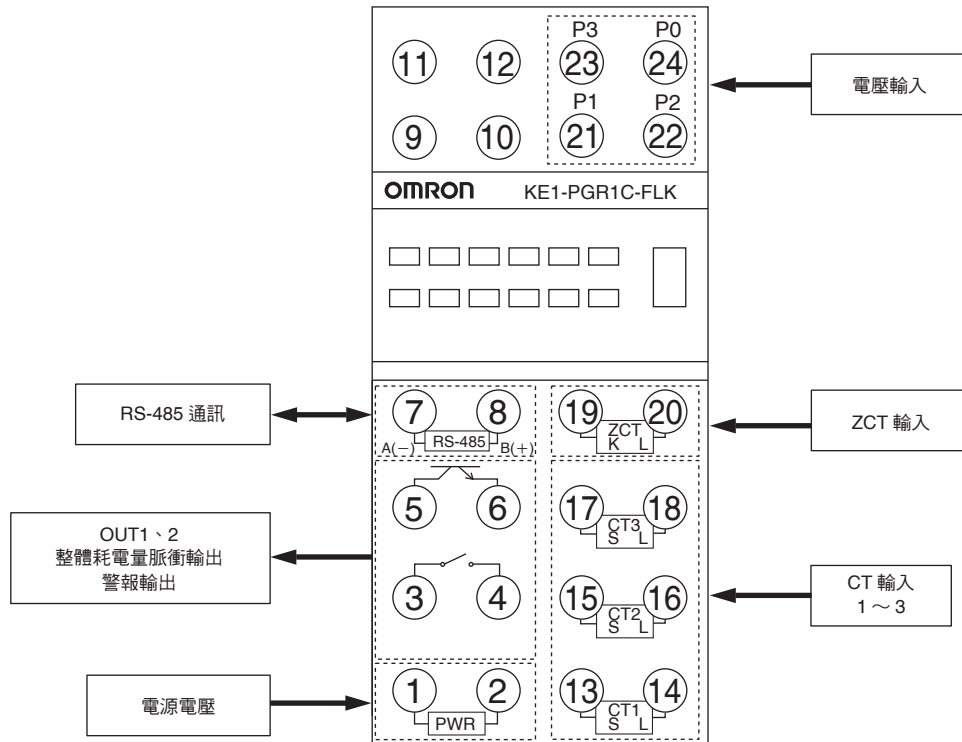 P3 P0
11 12 23 24
電壓輸入
P1 P2
9 10 21 22
OMRON KE1-PGR1C-FLK
RS-485 通訊
7 8 19 20
A(−) RS-485 B(+)
ZCT
K L
ZCT 輸入
5 6 17 18
CT3
S L
OUT1、2
整體耗電量脈衝輸出
警報輸出
3 4 15 16
CT2
S L
CT 輸入
1～3
電源電壓
1 2 13 14
PWR
CT1
S L